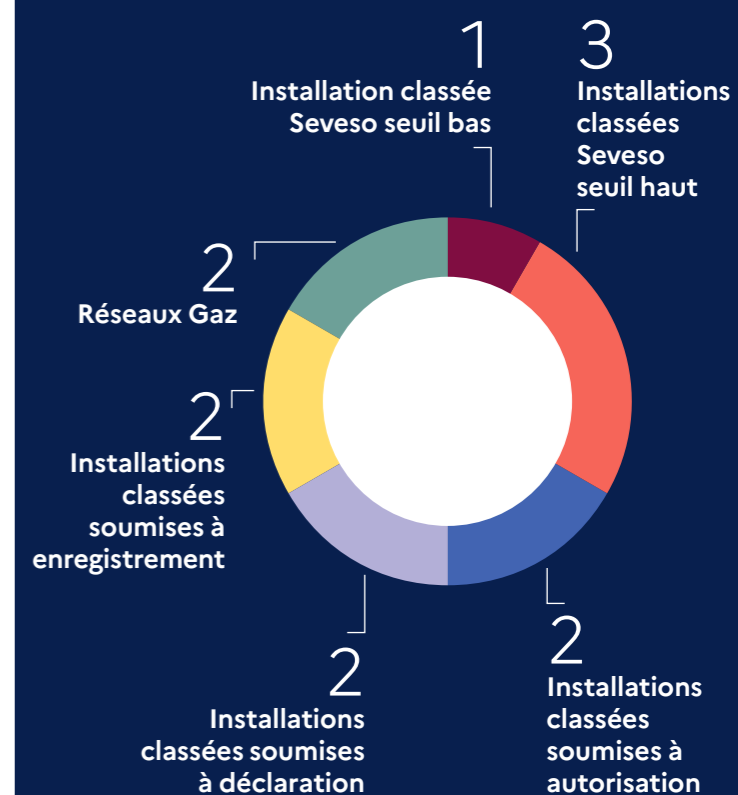 1
Installation classée
Seveso seuil bas
3
Installations
classées
Seveso
seuil haut
2
Réseaux Gaz
2
Installations
classées
soumises à
enregistrement
2
Installations
classées soumises
à déclaration
2
Installations
classées
soumises à
autorisation